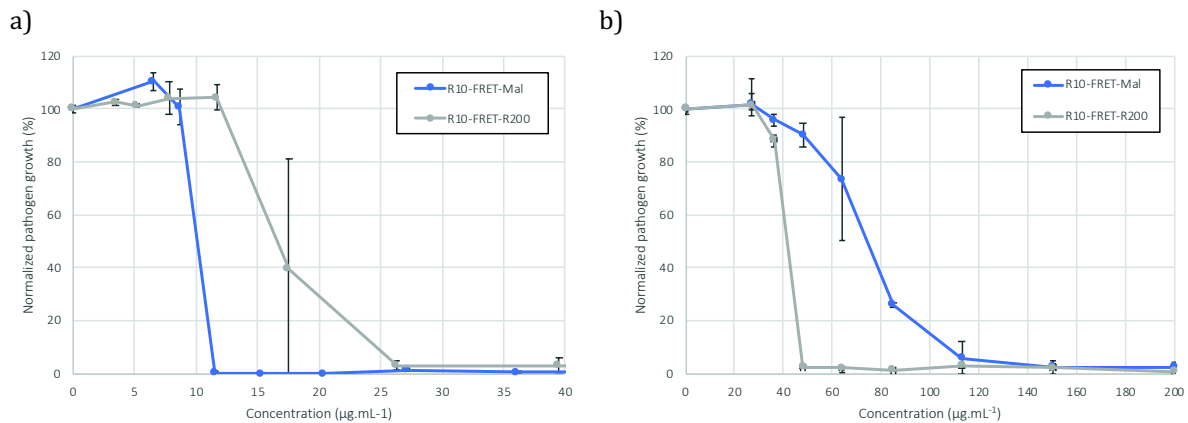 a)
Normalized pathogen growth (%)
120
100
80
60
40
20
0
0 5 10 15 20 25 30 35 40
Concentration (µg.mL-1)
R10-FRET-Mal
R10-FRET-R200
b)
Normalized pathogen growth (%)
120
100
80
60
40
20
0
0 20 40 60 80 100 120 140 160 180 200
Concentration (µg.mL⁻¹)
R10-FRET-Mal
R10-FRET-R200